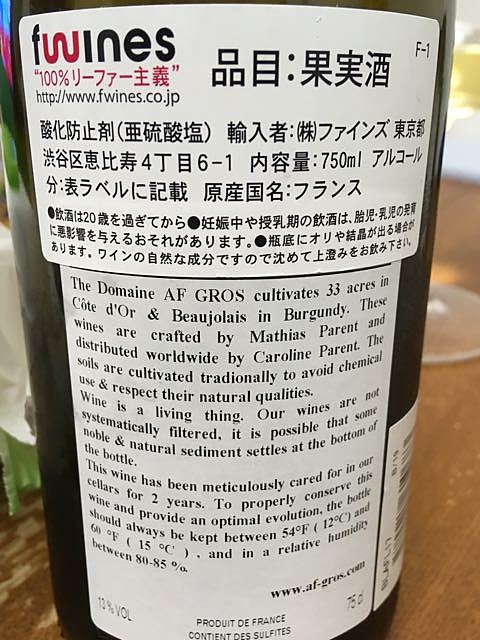 fwines
"100%リーファー主義"
http://www.fwines.co.jp
品目：果実酒
F-1
酸化防止剤(亜硫酸塩) 輸入者：㈱ファインズ 東京都
渋谷区恵比寿4丁目6-1 内容量：750ml アルコール
分：表ラベルに記載 原産国名：フランス
●飲酒は20歳を過ぎてから●妊娠中や授乳期の飲酒は、胎児・乳児の発育
に悪影響を与えるおそれがあります。●瓶底にオリや結晶が出る場合が
あります。ワインの自然な成分ですので沈めて上澄みをお飲み下さい。
The Domaine AF GROS cultivates 33 acres in
Côte d'Or & Beaujolais in Burgundy. These
wines are crafted by Mathias Parent and
distributed worldwide by Caroline Parent. The
soils are cultivated tradionally to avoid chemical
use & respect their natural qualities.
Wine is a living thing. Our wines are not
systematically filtered, it is possible that some
noble & natural sediment settles at the bottom of
the bottle.
This wine has been meticulously cared for in our
cellars for 2 years. To properly conserve this
wine and provide an optimal evolution, the bottle
should always be kept between 54°F ( 12°C) and
60 °F ( 15 °C ) , and in a relative humidity
between 80-85 %.
www.af-gros.com
13 % VOL
75 cl
PRODUIT DE FRANCE
CONTIENT DES SULFITES